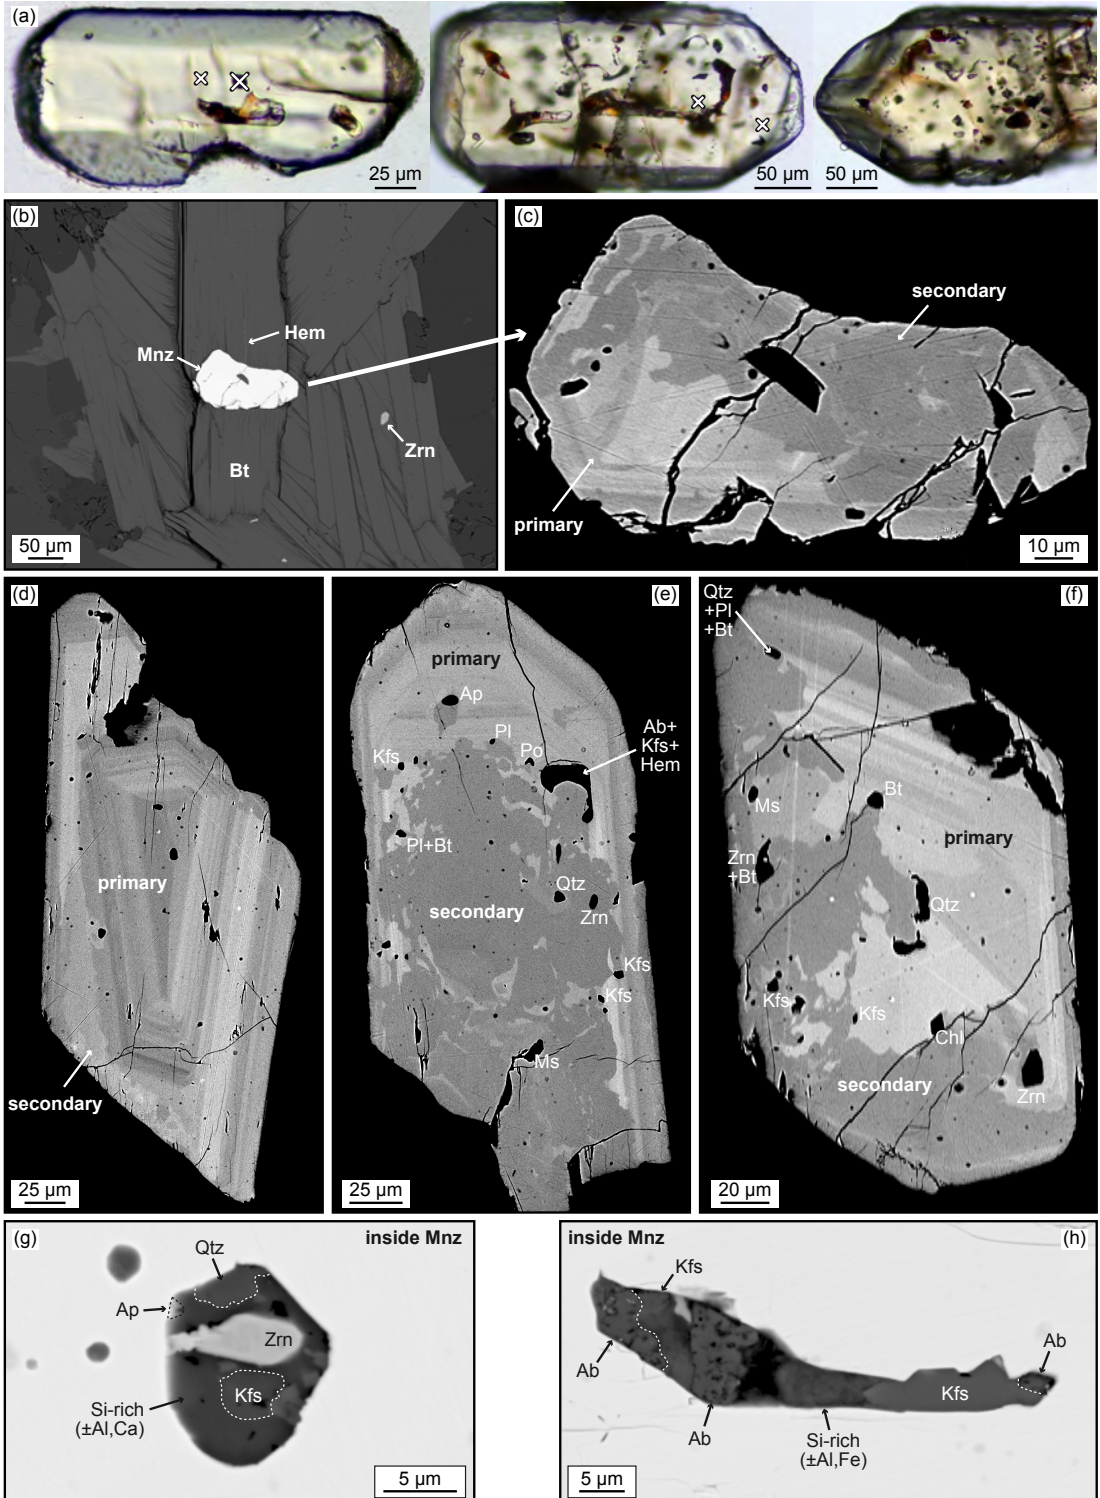 (a)
25 µm
50 µm
50 µm
(b)
Hem
Mnz
Zrn
Bt
50 µm
(c)
secondary
primary
10 µm
(d)
primary
secondary
25 µm
(e)
primary
Ap
Pl
Po
Kfs
Ab+
Kfs+
Hem
Pl+Bt
Qtz
secondary
Zrn
Kfs
Kfs
Ms
25 µm
(f)
Qtz
+Pl
+Bt
Bt
Ms
primary
Zrn
+Bt
Qtz
Kfs
Kfs
Chl
secondary
Zrn
20 µm
(g)
inside Mnz
Qtz
Ap
Zrn
Kfs
Si-rich
(±Al,Ca)
5 µm
(h)
inside Mnz
Kfs
Ab
Ab
Kfs
Ab
Si-rich
(±Al,Fe)
5 µm